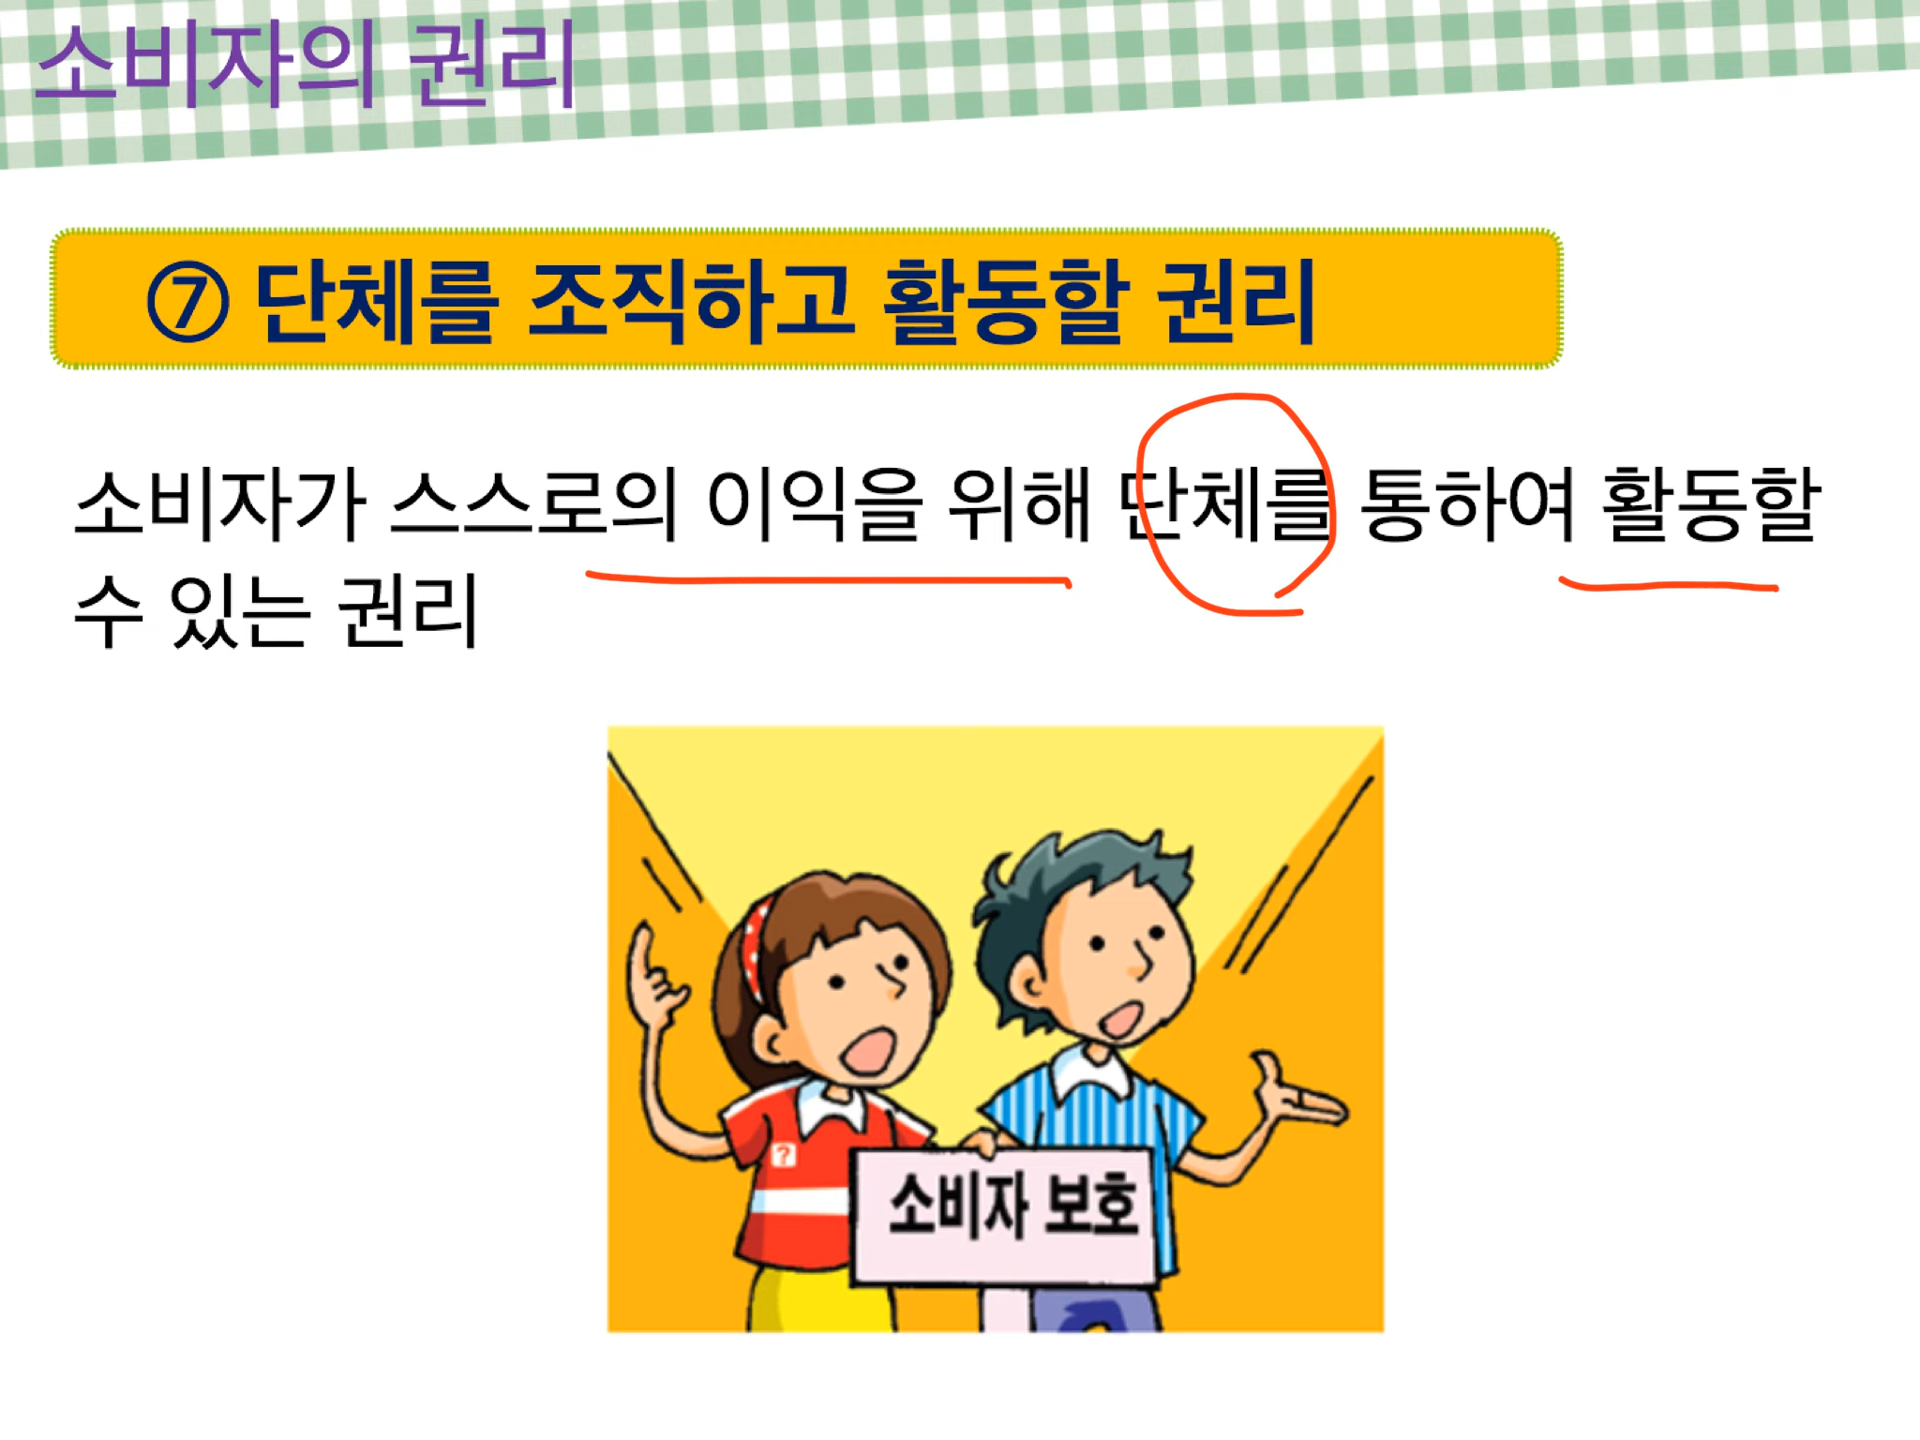 소비자의 권리
⑦ 단체를 조직하고 활동할 권리
소비자가 스스로의 이익을 위해 단체를 통하여 활동할
수 있는 권리
?
소비자 보호